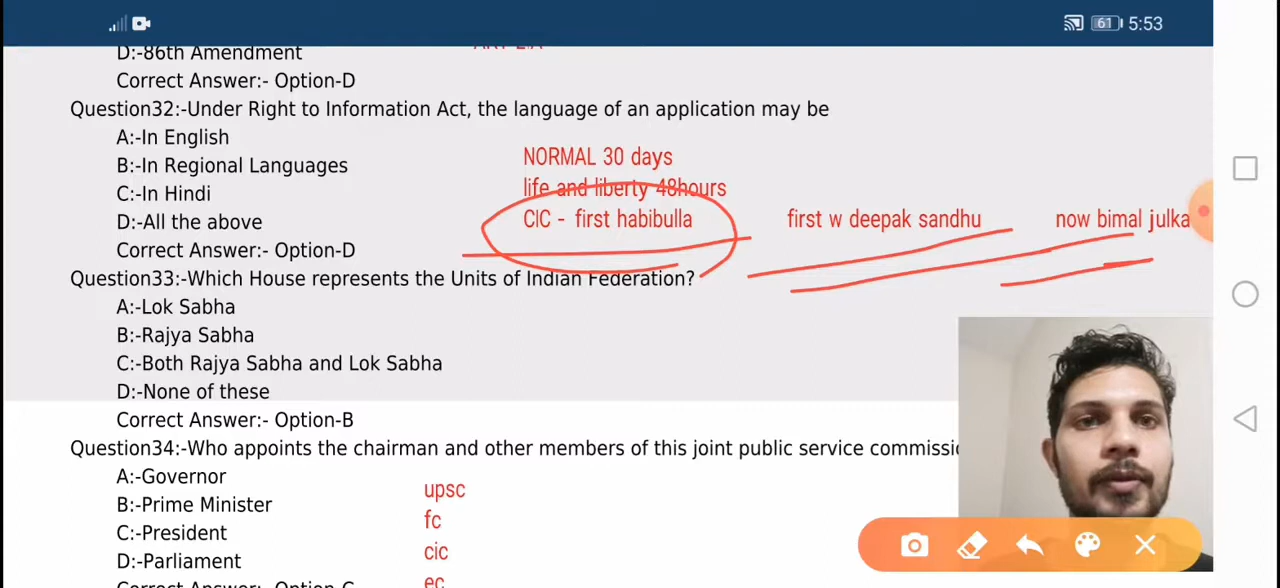 61 5:53
D:-86th Amendment
Correct Answer:- Option-D
Question32:-Under Right to Information Act, the language of an application may be
A:-In English
NORMAL 30 days
B:-In Regional Languages
life and liberty 48hours
C:-In Hindi
CIC - first habibulla first w deepak sandhu now bimal julka
D:-All the above
Correct Answer:- Option-D
Question33:-Which House represents the Units of Indian Federation?
A:-Lok Sabha
B:-Rajya Sabha
C:-Both Rajya Sabha and Lok Sabha
D:-None of these
Correct Answer:- Option-B
Question34:-Who appoints the chairman and other members of this joint public service commissi
A:-Governor
upsc
B:-Prime Minister
fc
C:-President
cic
D:-Parliament
ec
Correct Answer:- Option-C